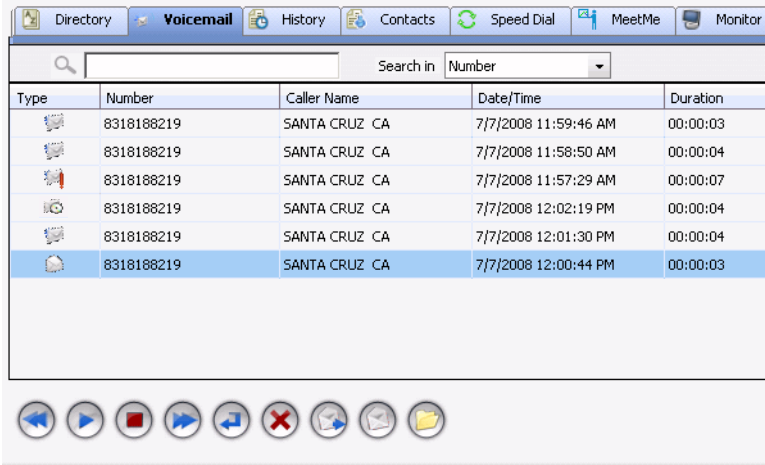 Directory Voicemail History Contacts Speed Dial MeetMe Monitor
Search in Number
Type Number Caller Name Date/Time Duration
8318188219 SANTA CRUZ CA 7/7/2008 11:59:46 AM 00:00:03
8318188219 SANTA CRUZ CA 7/7/2008 11:58:50 AM 00:00:04
8318188219 SANTA CRUZ CA 7/7/2008 11:57:29 AM 00:00:07
8318188219 SANTA CRUZ CA 7/7/2008 12:02:19 PM 00:00:04
8318188219 SANTA CRUZ CA 7/7/2008 12:01:30 PM 00:00:04
8318188219 SANTA CRUZ CA 7/7/2008 12:00:44 PM 00:00:03